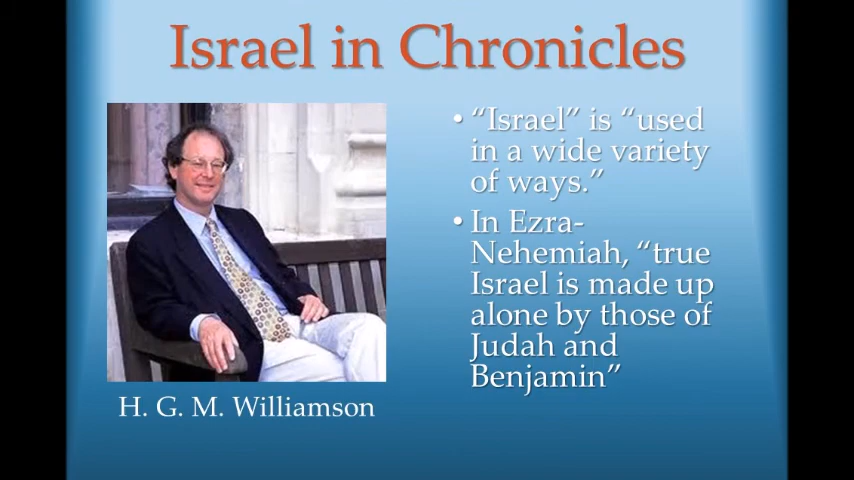 Israel in Chronicles
• “Israel” is “used
in a wide variety
of ways.”
• In Ezra-
Nehemiah, “true
Israel is made up
alone by those of
Judah and
Benjamin”
H. G. M. Williamson